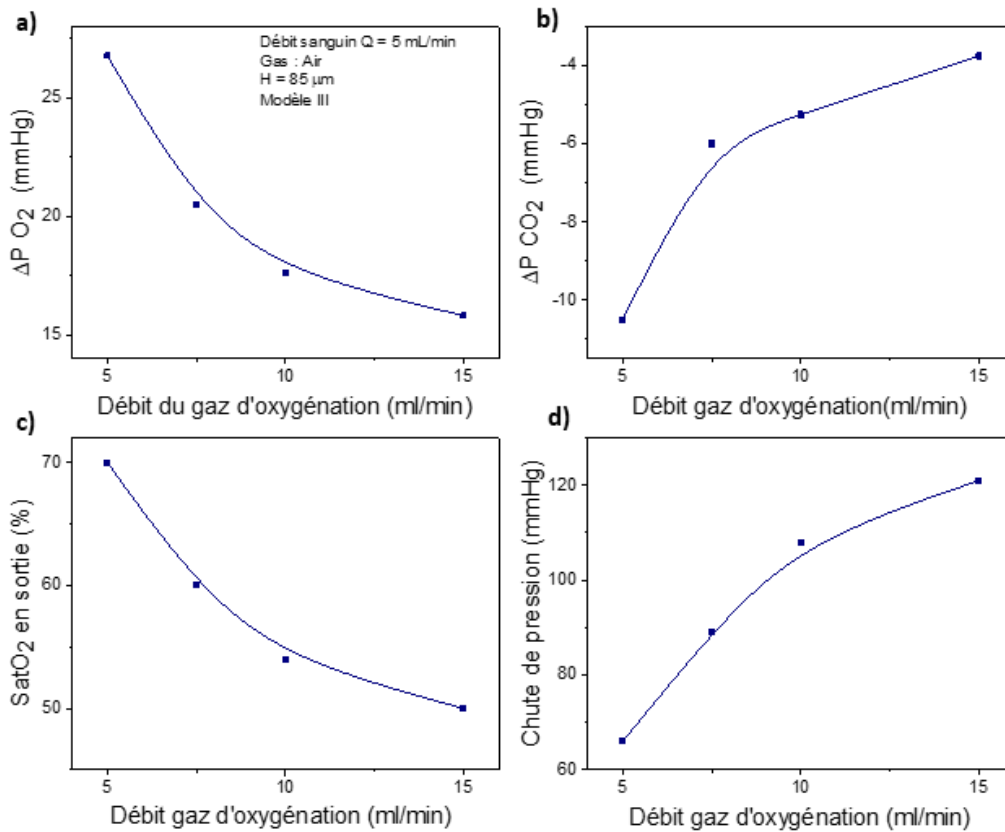 a)
Débit sanguin Q = 5 mL/min
Gas : Air
H = 85 μm
Modèle III
25
20
15
ΔP O₂ (mmHg)
5 10 15
Débit du gaz d'oxygénation (ml/min)
b)
-4
-6
-8
-10
ΔP CO₂ (mmHg)
5 10 15
Débit gaz d'oxygénation(ml/min)
c)
70
60
50
SatO₂ en sortie (%)
5 10 15
Débit gaz d'oxygénation (ml/min)
d)
120
100
80
60
Chute de pression (mmHg)
5 10 15
Débit gaz d'oxygénation (ml/min)